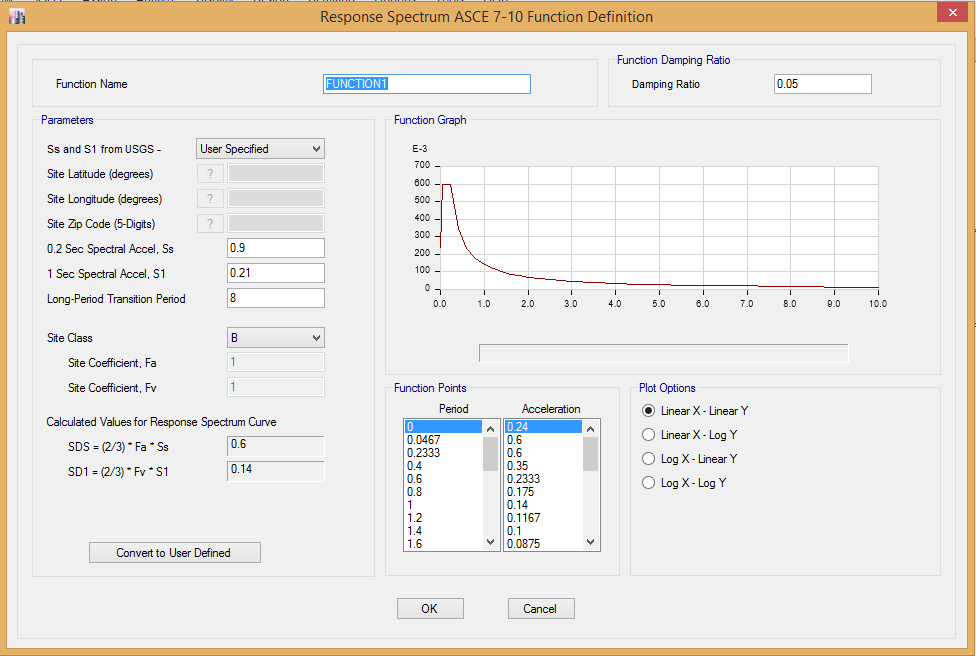 Response Spectrum ASCE 7-10 Function Definition
Function Name
FUNCTION1
Function Damping Ratio
Damping Ratio
0.05
Parameters
Ss and S1 from USGS -
User Specified
Site Latitude (degrees)
?
Site Longitude (degrees)
?
Site Zip Code (5-Digits)
?
0.2 Sec Spectral Accel, Ss
0.9
1 Sec Spectral Accel, S1
0.21
Long-Period Transition Period
8
Site Class
B
Site Coefficient, Fa
1
Site Coefficient, Fv
1
Calculated Values for Response Spectrum Curve
SDS = (2/3) * Fa * Ss
0.6
SD1 = (2/3) * Fv * S1
0.14
Convert to User Defined
Function Graph
E-3
700
600
500
400
300
200
100
0
0.0 1.0 2.0 3.0 4.0 5.0 6.0 7.0 8.0 9.0 10.0
Function Points
Period Acceleration
0 0.24
0.0467 0.6
0.2333 0.6
0.4 0.35
0.6 0.2333
0.8 0.175
1 0.14
1.2 0.1167
1.4 0.1
1.6 0.0875
Plot Options
Linear X - Linear Y
Linear X - Log Y
Log X - Linear Y
Log X - Log Y
OK
Cancel